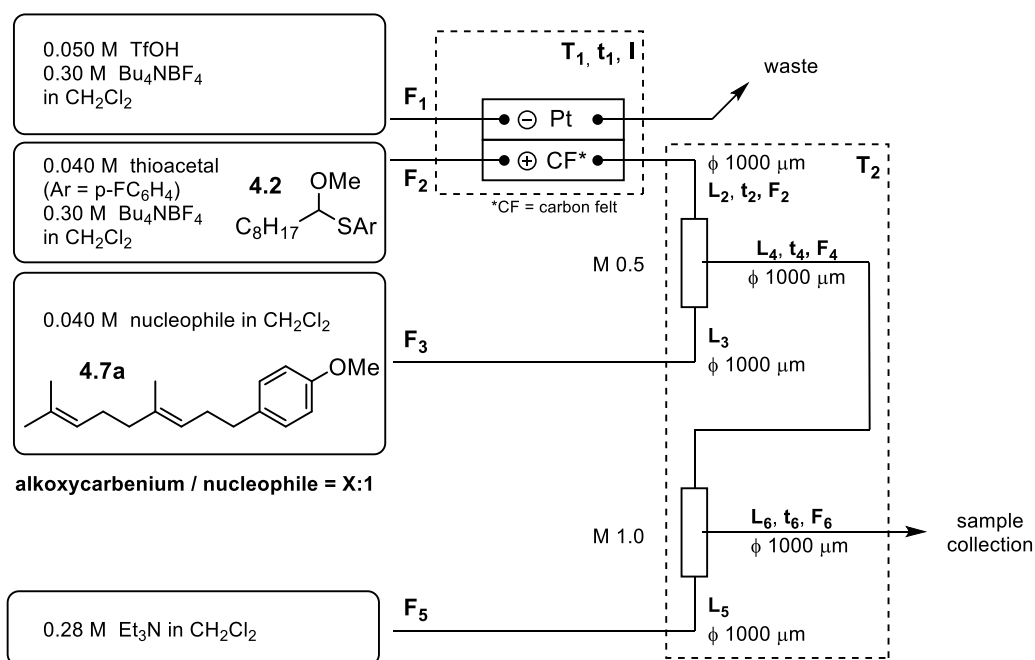 0.050 M TfOH
0.30 M Bu₄NBF₄
in CH₂Cl₂
F₁
T₁, t₁, I
⊖ Pt
waste
0.040 M thioacetal
(Ar = p-FC₆H₄)
0.30 M Bu₄NBF₄
in CH₂Cl₂
4.2
OMe
C₈H₁₇
SAr
F₂
⊕ CF*
*CF = carbon felt
ϕ 1000 μm
T₂
L₂, t₂, F₂
M 0.5
L₄, t₄, F₄
ϕ 1000 μm
0.040 M nucleophile in CH₂Cl₂
4.7a
OMe
F₃
L₃
ϕ 1000 μm
alkoxycarbenium / nucleophile = X:1
M 1.0
L₆, t₆, F₆
ϕ 1000 μm
sample
collection
0.28 M Et₃N in CH₂Cl₂
F₅
L₅
ϕ 1000 μm